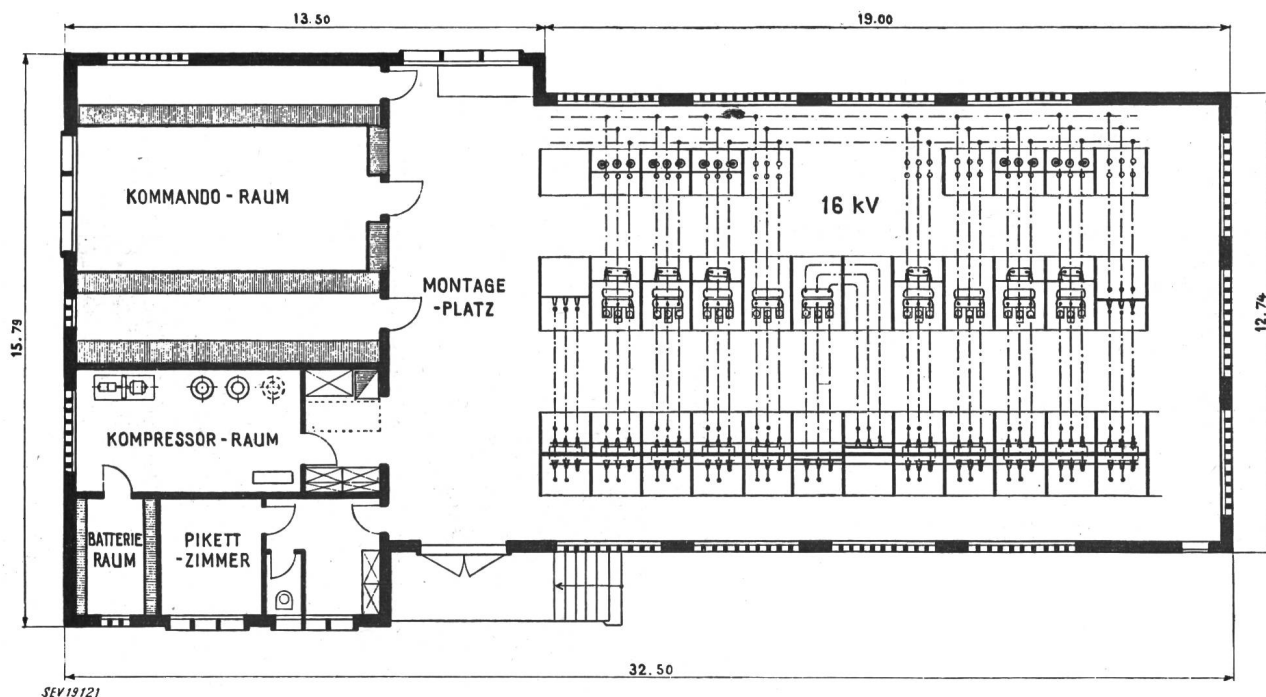 13.50
19.00
KOMMANDO - RAUM
16 kV
MONTAGE
-PLATZ
15.79
12.74
KOMPRESSOR - RAUM
BATTERIE
RAUM
PIKETT
-ZIMMER
32.50
SEV19121